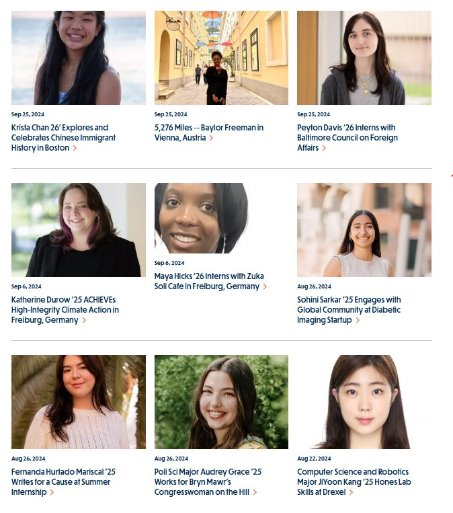 Sep 25, 2024
Krista Chan 26' Explores and
Celebrates Chinese Immigrant
History in Boston >
Sep 25, 2024
5,276 Miles -- Baylor Freeman in
Vienna, Austria >
Sep 25, 2024
Peyton Davis '26 Interns with
Baltimore Council on Foreign
Affairs >
Sep 6, 2024
Katherine Durow '25 ACHIEVEs
High-Integrity Climate Action in
Freiburg, Germany >
Sep 6, 2024
Maya Hicks '26 Interns with Zuka
Soli Cafe in Freiburg, Germany >
Aug 26, 2024
Sohini Sarkar '25 Engages with
Global Community at Diabetic
Imaging Startup >
Aug 26, 2024
Fernanda Hurtado Mariscal '25
Writes for a Cause at Summer
Internship >
Aug 26, 2024
Poli Sci Major Audrey Grace '25
Works for Bryn Mawr's
Congresswoman on the Hill >
Aug 22, 2024
Computer Science and Robotics
Major JiYoon Kang '25 Hones Lab
Skills at Drexel >